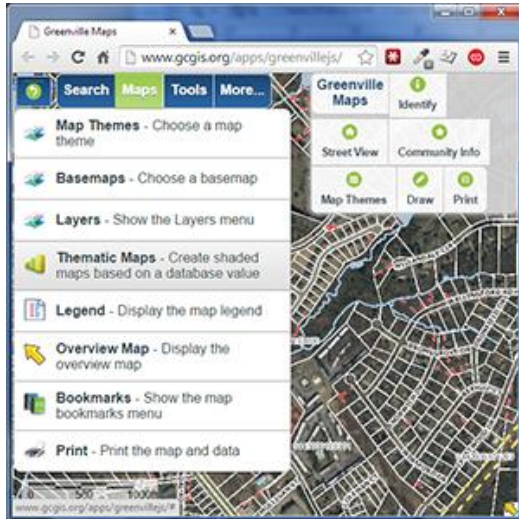 Greenville Maps
www.gcgis.org/apps/greenvillejs/
Search Maps Tools More...
Map Themes - Choose a map
theme
Basemaps - Choose a basemap
Layers - Show the Layers menu
Thematic Maps - Create shaded
maps based on a database value
Legend - Display the map legend
Overview Map - Display the
overview map
Bookmarks - Show the map
bookmarks menu
Print - Print the map and data
Greenville
Maps
Identify
Street View Community Info
Map Themes Draw Print
0 500 1000
www.gcgis.org/apps/greenvillejs/#